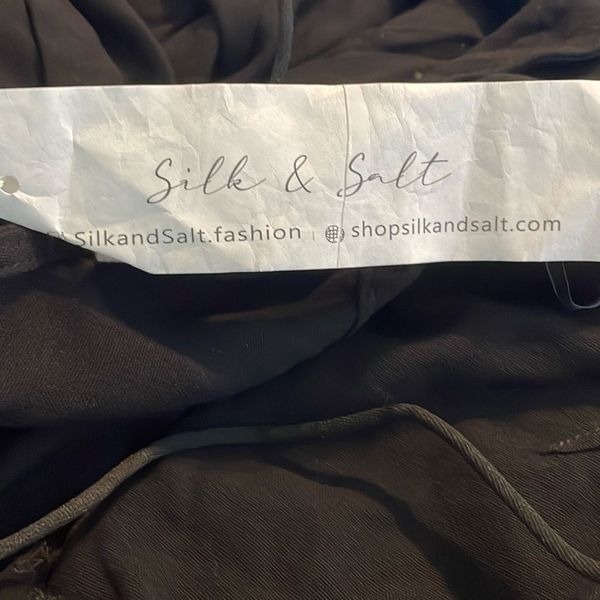 Silk & Salt
SilkandSalt.fashion | shopsilkandsalt.com